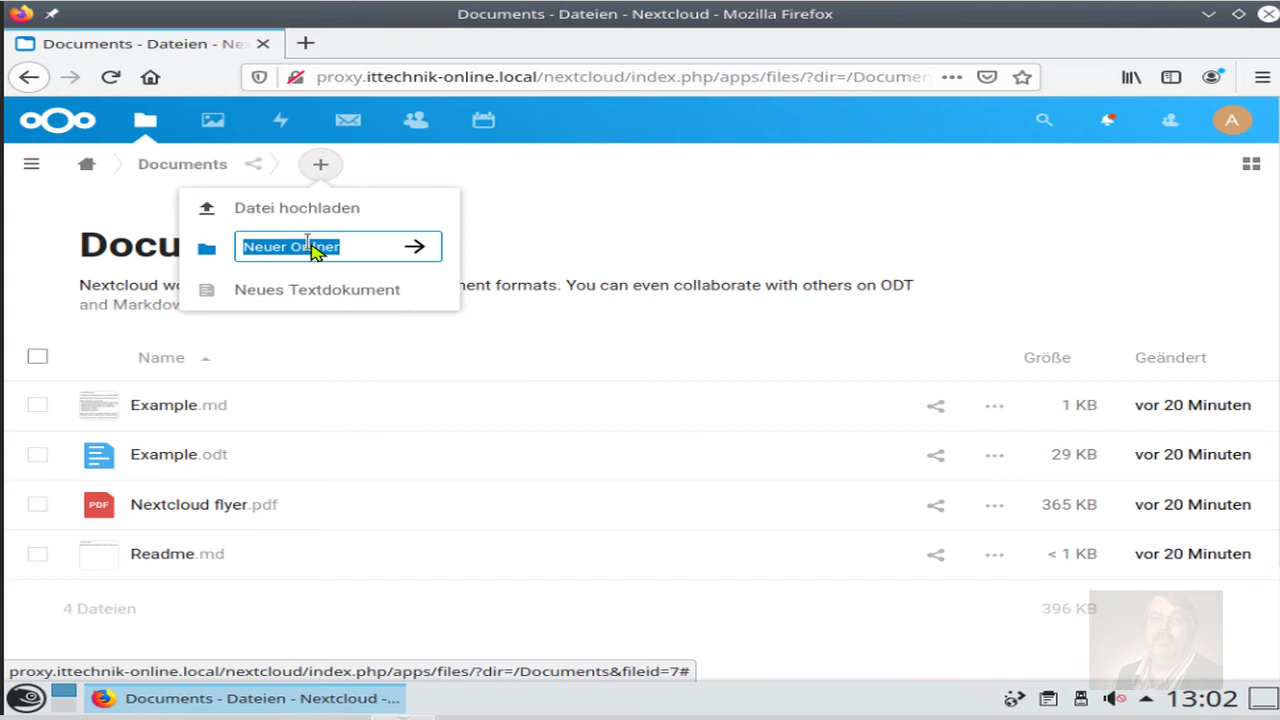 Documents - Dateien - Nextcloud - Mozilla Firefox
Documents - Dateien - Ne
proxy.ittechnik-online.local/nextcloud/index.php/apps/files/?dir=/Documen
A
Documents
Datei hochladen
Neuer Ordner
Neues Textdokument
Docu
Nextcloud wo ment formats. You can even collaborate with others on ODT
and Markdow
Name Größe Geändert
Example.md 1 KB vor 20 Minuten
Example.odt 29 KB vor 20 Minuten
PDF Nextcloud flyer.pdf 365 KB vor 20 Minuten
Readme.md < 1 KB vor 20 Minuten
4 Dateien 396 KB
proxy.ittechnik-online.local/nextcloud/index.php/apps/files/?dir=/Documents&fileid=7#
Documents - Dateien - Nextcloud -... 13:02